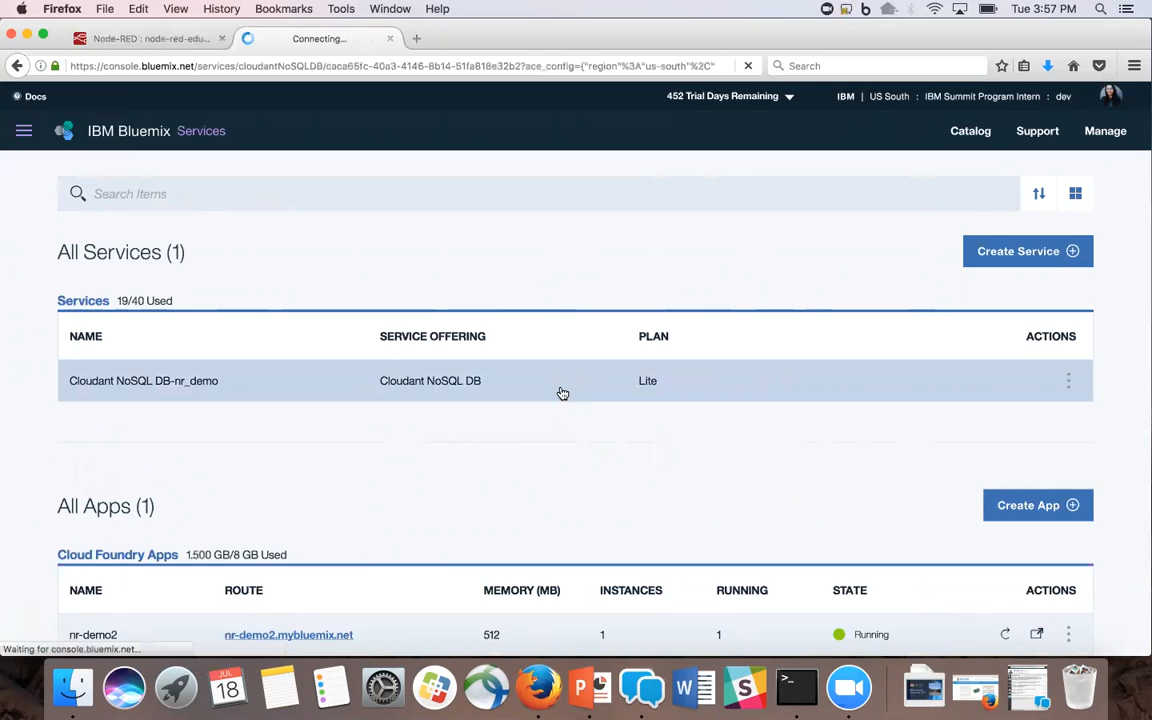 Firefox File Edit View History Bookmarks Tools Window Help Tue 3:57 PM
Node-RED : node-red-edu... Connecting...
https://console.bluemix.net/services/cloudantNoSQLDB/caca65fc-40a3-4146-8b14-51fa818e32b2?ace_config={"region"%3A"us-south"%2C" Search
Docs 452 Trial Days Remaining IBM | US South : IBM Summit Program Intern : dev
IBM Bluemix Services Catalog Support Manage
Search Items
All Services (1) Create Service
Services 19/40 Used
NAME SERVICE OFFERING PLAN ACTIONS
Cloudant NoSQL DB-nr_demo Cloudant NoSQL DB Lite
All Apps (1) Create App
Cloud Foundry Apps 1.500 GB/8 GB Used
NAME ROUTE MEMORY (MB) INSTANCES RUNNING STATE ACTIONS
nr-demo2 nr-demo2.mybluemix.net 512 1 1 Running
Waiting for console.bluemix.net...
JUL
18